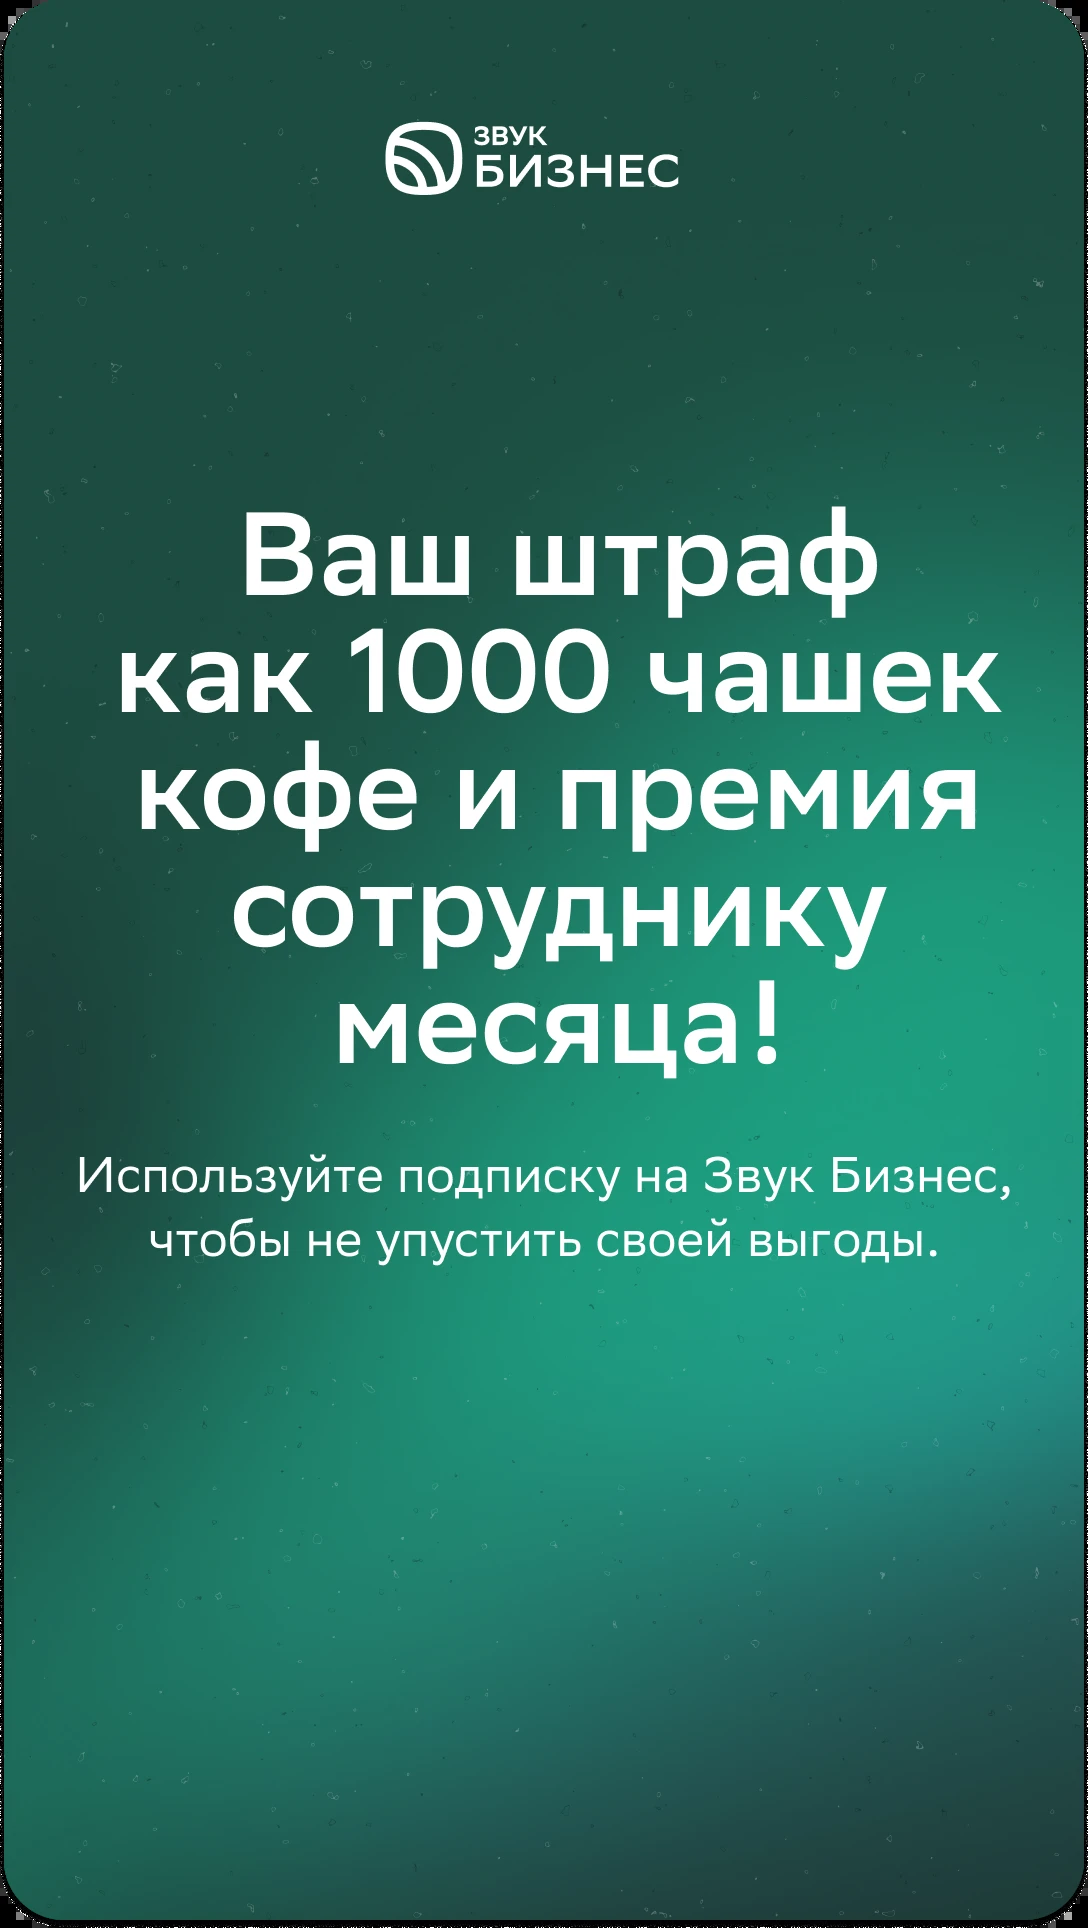 ЗВУК
БИЗНЕС
Ваш штраф
как 1000 чашек
кофе и премия
сотруднику
месяца!
Используйте подписку на Звук Бизнес,
чтобы не упустить своей выгоды.